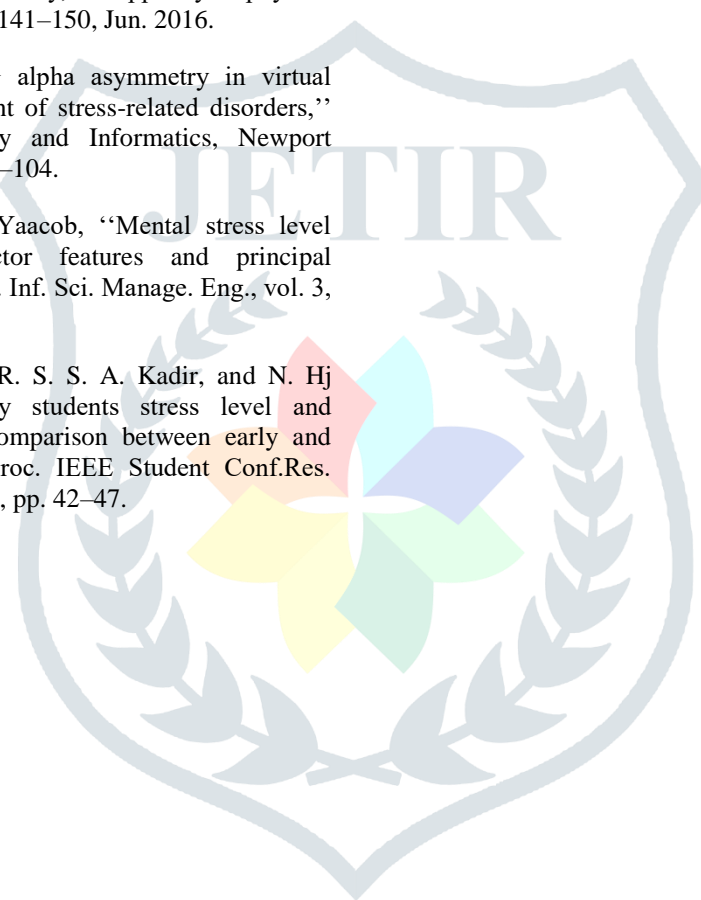 141–150, Jun. 2016.
alpha asymmetry in virtual
nt of stress-related disorders,’’
y and Informatics, Newport
–104.
JETIR
Yaacob, ‘‘Mental stress level
ctor features and principal
. Inf. Sci. Manage. Eng., vol. 3,
R. S. S. A. Kadir, and N. Hj
y students stress level and
omparison between early and
roc. IEEE Student Conf.Res.
, pp. 42–47.